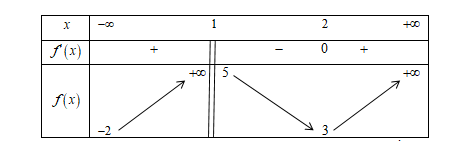 x −∞ 1 2 +∞
f'(x) + − 0 +
+∞ 5 +∞
f(x)
−2 3